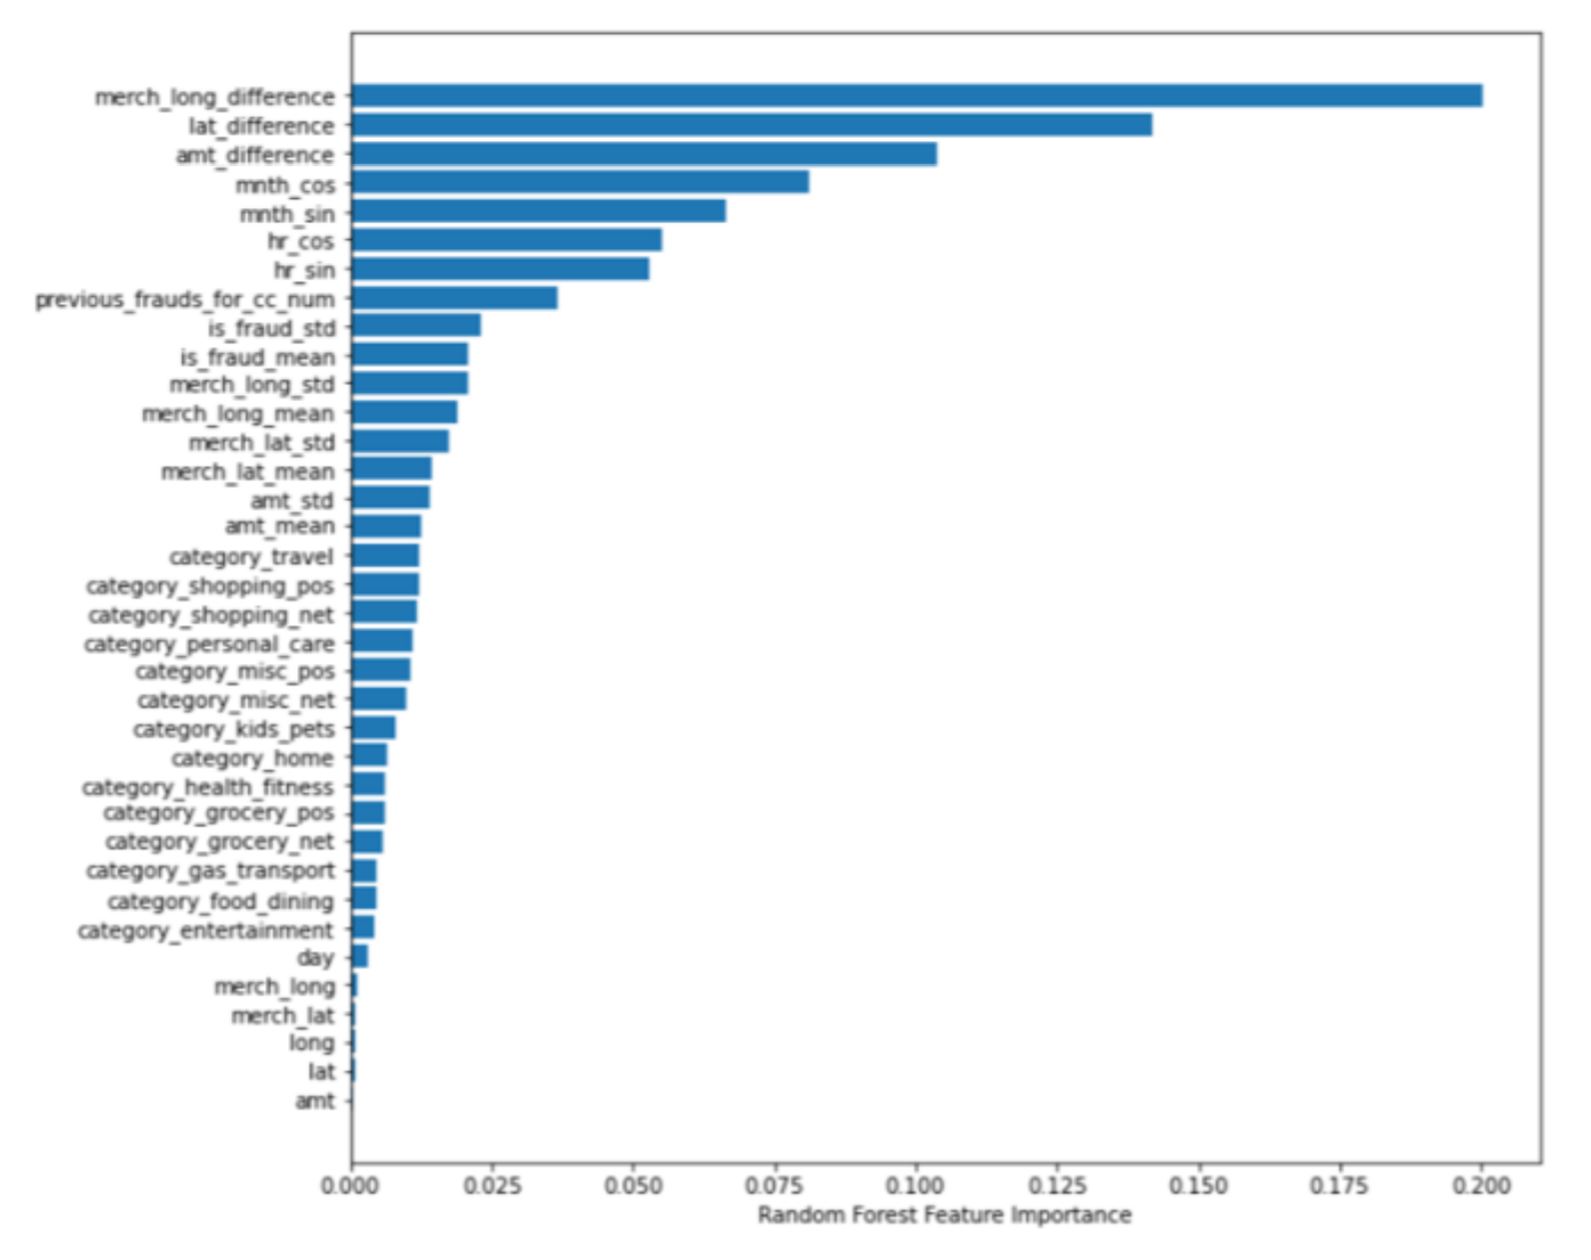 merch_long_difference
lat_difference
amt_difference
mnth_cos
mnth_sin
hr_cos
hr_sin
previous_frauds_for_cc_num
is_fraud_std
is_fraud_mean
merch_long_std
merch_long_mean
merch_lat_std
merch_lat_mean
amt_std
amt_mean
category_travel
category_shopping_pos
category_shopping_net
category_personal_care
category_misc_pos
category_misc_net
category_kids_pets
category_home
category_health_fitness
category_grocery_pos
category_grocery_net
category_gas_transport
category_food_dining
category_entertainment
day
merch_long
merch_lat
long
lat
amt
0.000 0.025 0.050 0.075 0.100 0.125 0.150 0.175 0.200
Random Forest Feature Importance